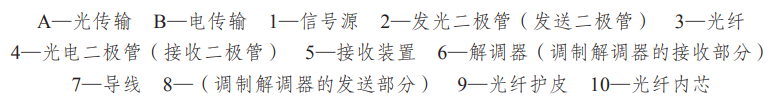 A—光传输 B—电传输 1—信号源 2—发光二极管（发送二极管） 3—光纤
4—光电二极管（接收二极管） 5—接收装置 6—解调器（调制解调器的接收部分）
7—导线 8—（调制解调器的发送部分） 9—光纤护皮 10—光纤内芯